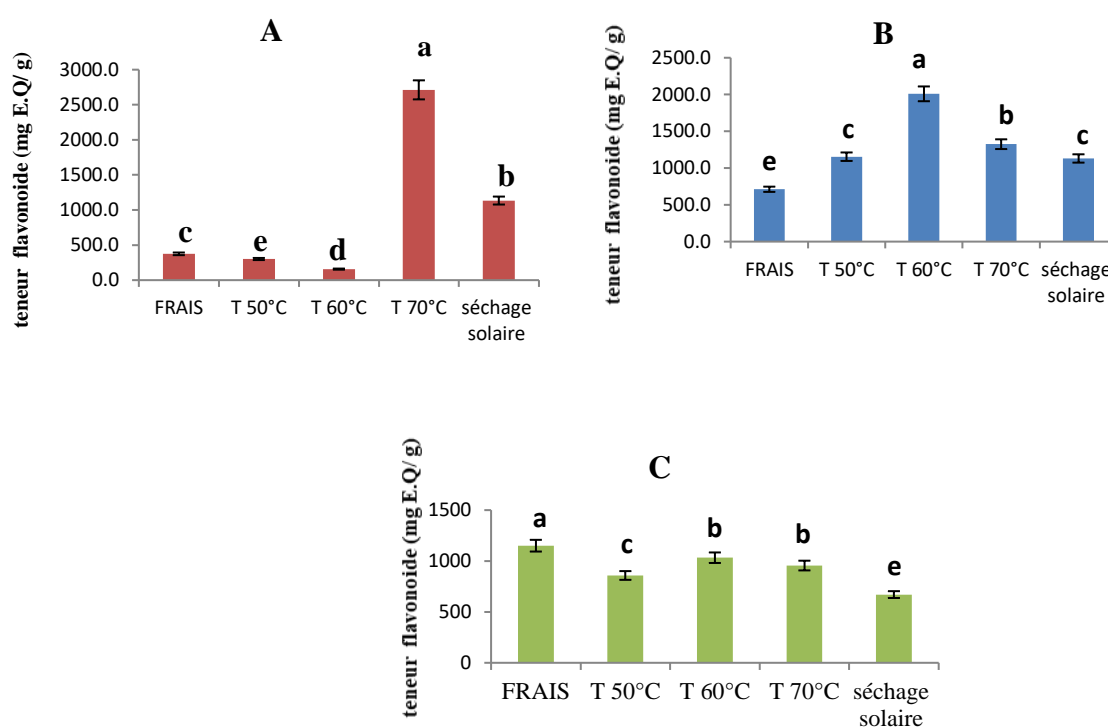 A
teneur flavonoide (mg E.Q/ g)
3000.0
2500.0
2000.0
1500.0
1000.0
500.0
0.0
a
b
c
e
d
FRAIS T 50°C T 60°C T 70°C séchage
solaire
B
teneur flavonoide (mg E.Q/ g)
2500.0
2000.0
1500.0
1000.0
500.0
0.0
a
b
c
c
e
FRAIS T 50°C T 60°C T 70°C séchage
solaire
C
teneur flavonoide (mg E.Q/ g)
1500
1000
500
0
a
c
b
b
e
FRAIS T 50°C T 60°C T 70°C séchage
solaire